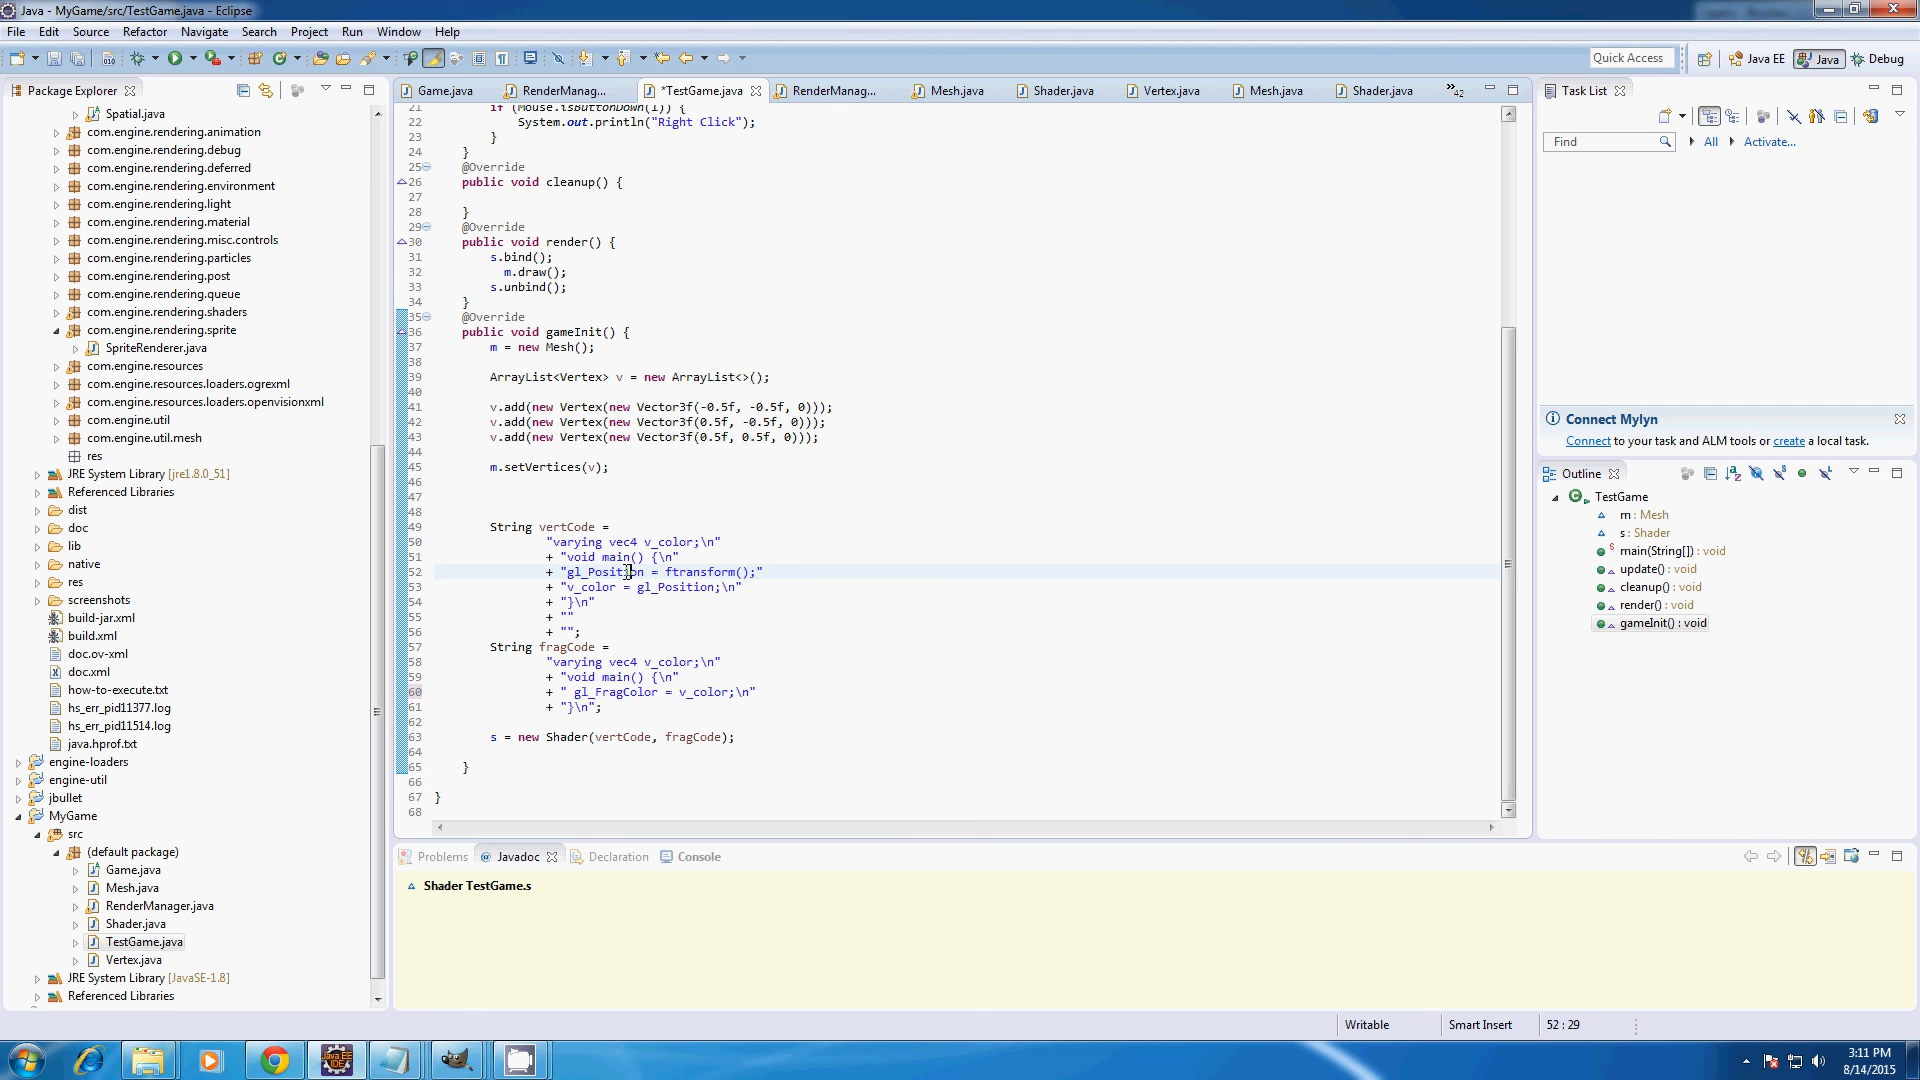 Java - MyGame/src/TestGame.java - Eclipse
File Edit Source Refactor Navigate Search Project Run Window Help
Quick Access Java EE Java Debug
Package Explorer
Spatial.java
com.engine.rendering.animation
com.engine.rendering.debug
com.engine.rendering.deferred
com.engine.rendering.environment
com.engine.rendering.light
com.engine.rendering.material
com.engine.rendering.misc.controls
com.engine.rendering.particles
com.engine.rendering.post
com.engine.rendering.queue
com.engine.rendering.shaders
com.engine.rendering.sprite
SpriteRenderer.java
com.engine.resources
com.engine.resources.loaders.ogrexml
com.engine.resources.loaders.openvisionxml
com.engine.util
com.engine.util.mesh
res
JRE System Library [jre1.8.0_51]
Referenced Libraries
dist
doc
lib
native
res
screenshots
build-jar.xml
build.xml
doc.ov-xml
doc.xml
how-to-execute.txt
hs_err_pid11377.log
hs_err_pid11514.log
java.hprof.txt
engine-loaders
engine-util
jbullet
MyGame
src
(default package)
Game.java
Mesh.java
RenderManager.java
Shader.java
TestGame.java
Vertex.java
JRE System Library [JavaSE-1.8]
Referenced Libraries
Game.java RenderManag... *TestGame.java RenderManag... Mesh.java Shader.java Vertex.java Mesh.java Shader.java »42
21 if (Mouse.isButtonDown(1)) {
22 System.out.println("Right Click");
23 }
24 }
25 @Override
26 public void cleanup() {
27
28 }
29 @Override
30 public void render() {
31 s.bind();
32 m.draw();
33 s.unbind();
34 }
35 @Override
36 public void gameInit() {
37 m = new Mesh();
38
39 ArrayList<Vertex> v = new ArrayList<>();
40
41 v.add(new Vertex(new Vector3f(-0.5f, -0.5f, 0)));
42 v.add(new Vertex(new Vector3f(0.5f, -0.5f, 0)));
43 v.add(new Vertex(new Vector3f(0.5f, 0.5f, 0)));
44
45 m.setVertices(v);
46
47
48
49 String vertCode =
50 "varying vec4 v_color;\n"
51 + "void main() {\n"
52 + "gl_Position = ftransform();"
53 + "v_color = gl_Position;\n"
54 + "}\n"
55 + ""
56 + "";
57 String fragCode =
58 "varying vec4 v_color;\n"
59 + "void main() {\n"
60 + " gl_FragColor = v_color;\n"
61 + "}\n";
62
63 s = new Shader(vertCode, fragCode);
64
65 }
66
67 }
68
Task List
Find All Activate...
Connect Mylyn
Connect to your task and ALM tools or create a local task.
Outline
TestGame
m : Mesh
s : Shader
main(String[]) : void
update() : void
cleanup() : void
render() : void
gameInit() : void
Problems @ Javadoc Declaration Console
Shader TestGame.s
Writable Smart Insert 52 : 29
Java EE IDE
3:11 PM
8/14/2015